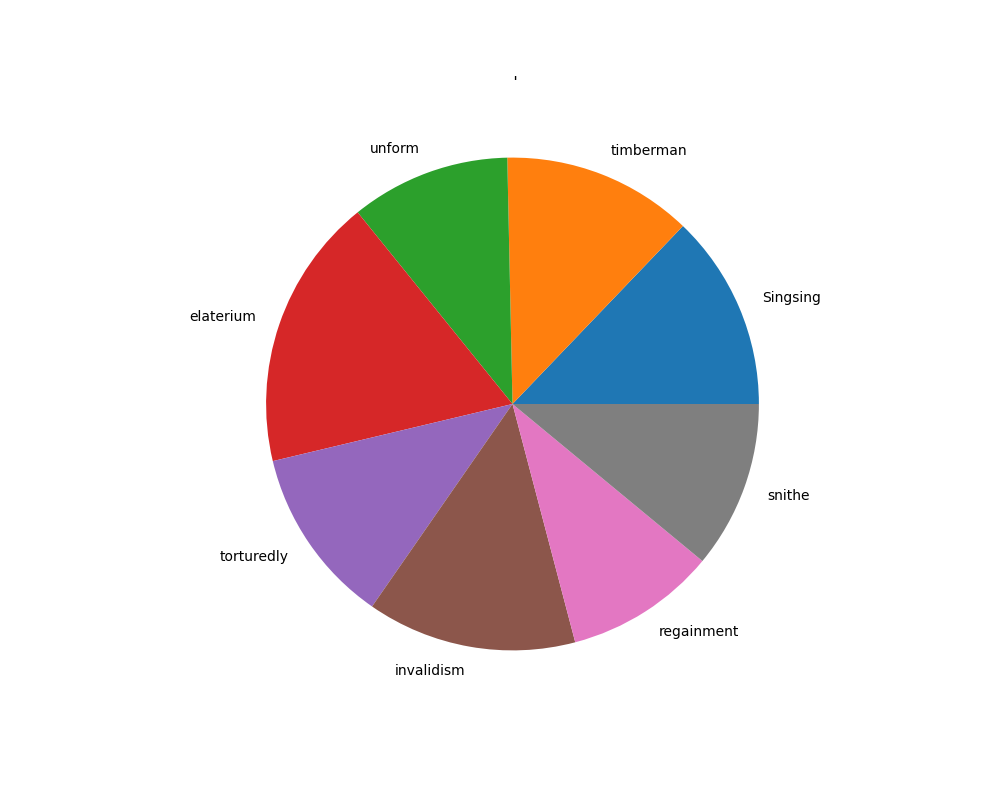 unform
timberman
Singsing
elaterium
snithe
torturedly
regainment
invalidism